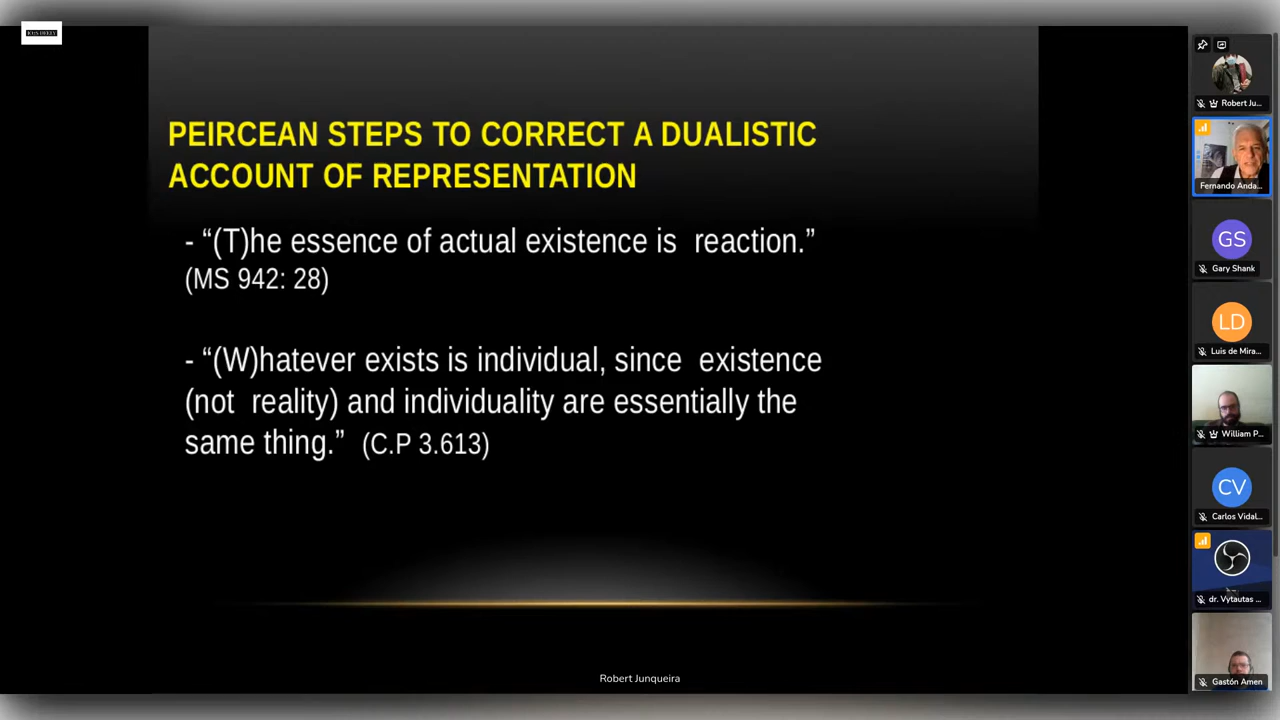 PEIRCEAN STEPS TO CORRECT A DUALISTIC
ACCOUNT OF REPRESENTATION
- “(T)he essence of actual existence is reaction.”
(MS 942: 28)
- “(W)hatever exists is individual, since existence
(not reality) and individuality are essentially the
same thing.” (C.P 3.613)
Robert Junqueira
Robert Ju...
Fernando Anda...
GS
Gary Shank
LD
Luis de Mira...
William P...
CV
Carlos Vidal...
dr. Vytautas ...
Gastón Amen